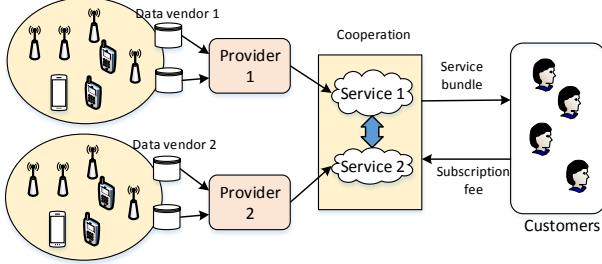 Data vendor 1
Provider
1
Cooperation
Service 1
Service
bundle
Data vendor 2
Provider
2
Service 2
Subscription
fee
Customers